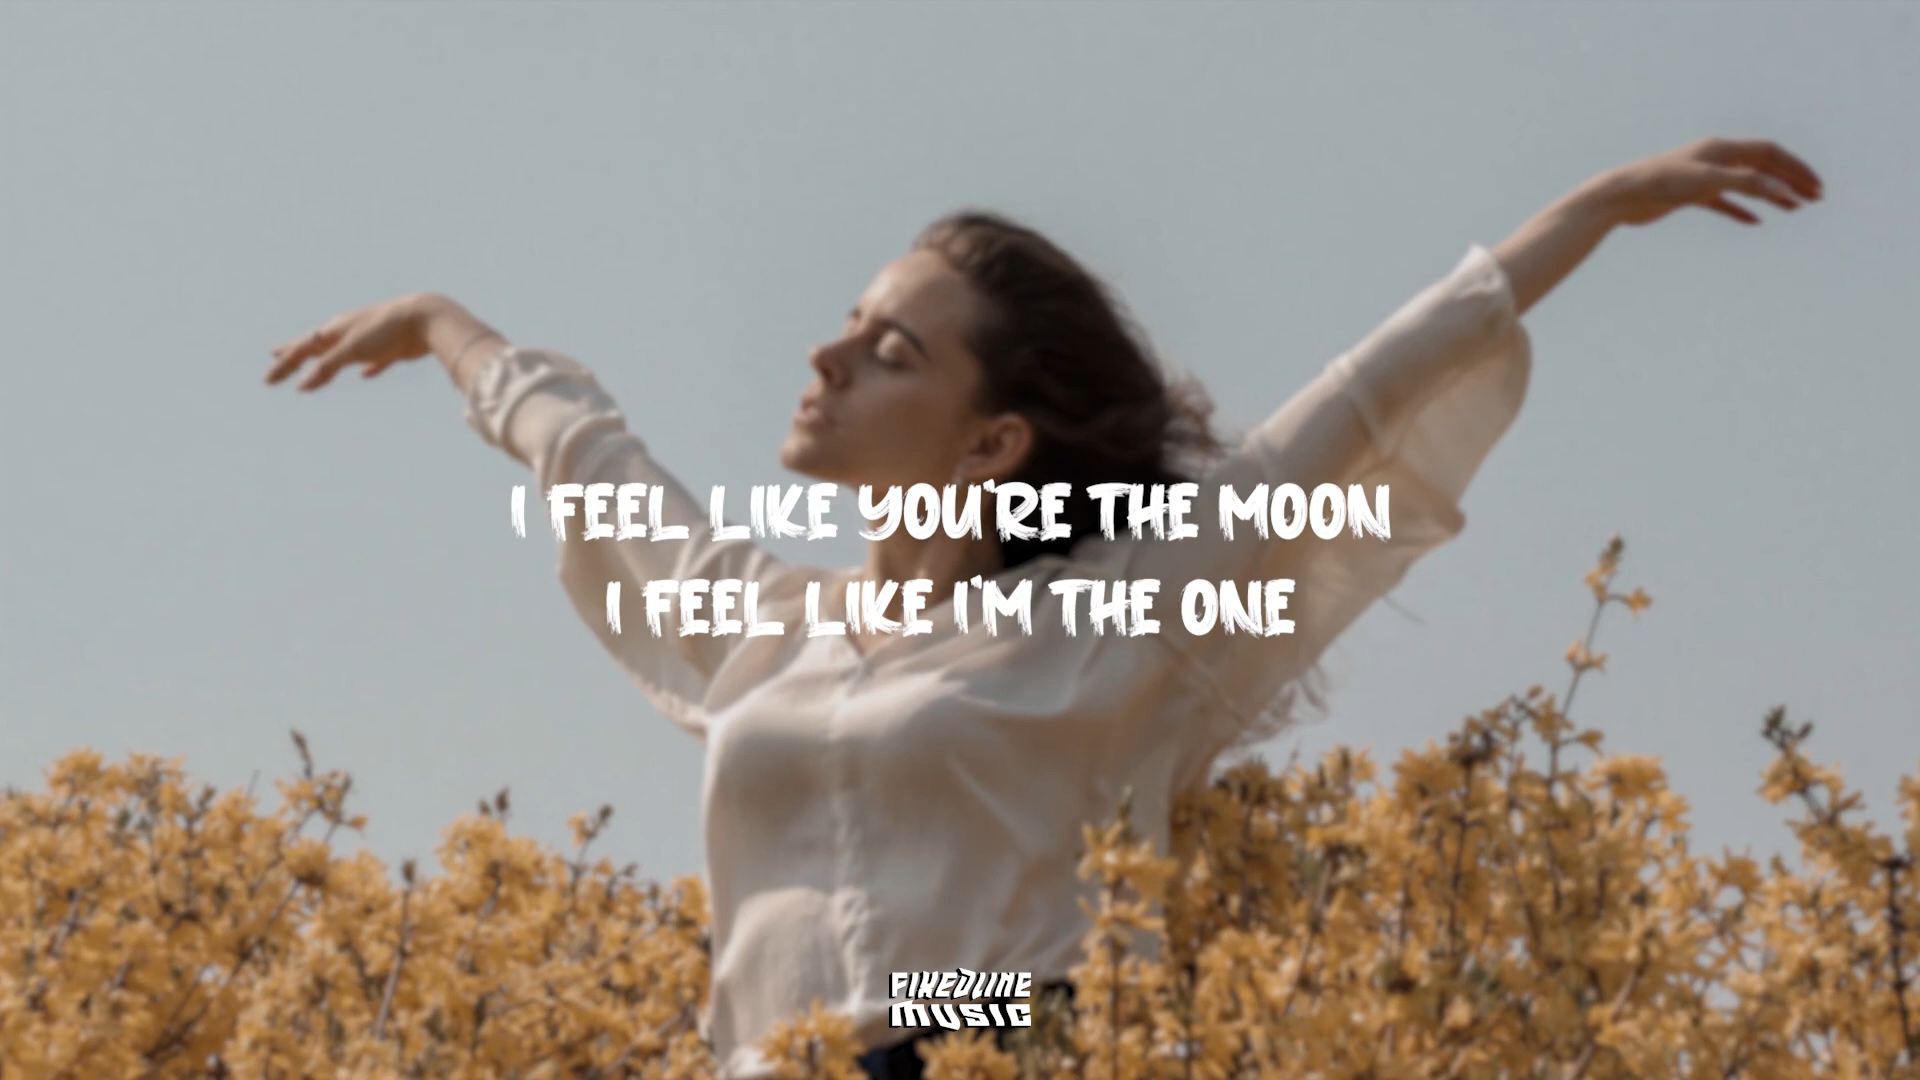 I FEEL LIKE YOU'RE THE MOON
I FEEL LIKE I'M THE ONE
FIXEDLINE
MUSIC